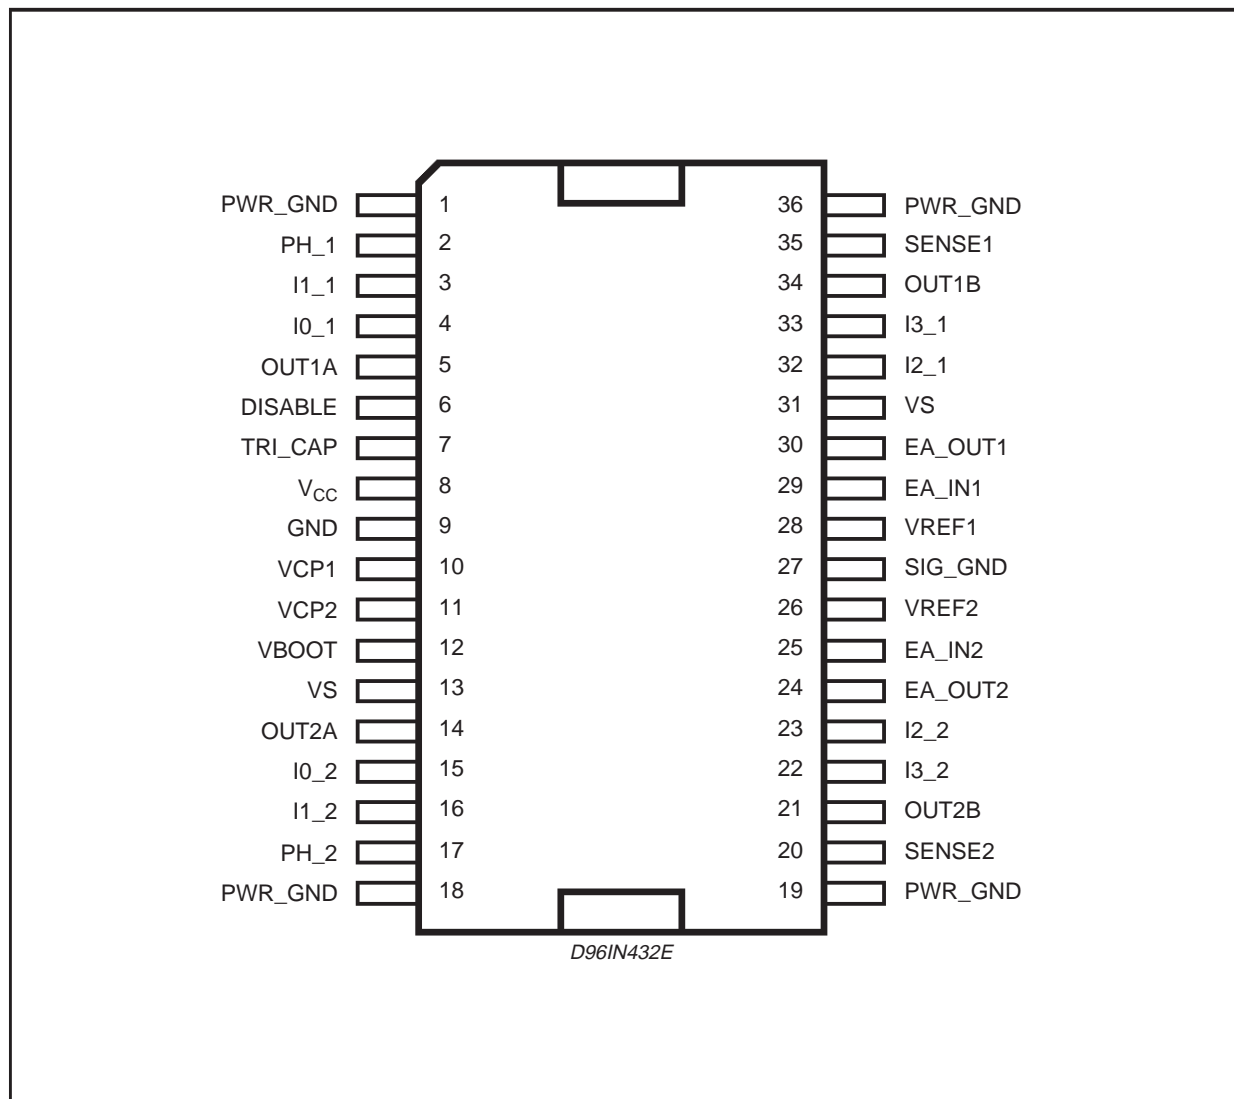 PWR_GND 1 36 PWR_GND
PH_1 2 35 SENSE1
I1_1 3 34 OUT1B
I0_1 4 33 I3_1
OUT1A 5 32 I2_1
DISABLE 6 31 VS
TRI_CAP 7 30 EA_OUT1
VCC 8 29 EA_IN1
GND 9 28 VREF1
VCP1 10 27 SIG_GND
VCP2 11 26 VREF2
VBOOT 12 25 EA_IN2
VS 13 24 EA_OUT2
OUT2A 14 23 I2_2
I0_2 15 22 I3_2
I1_2 16 21 OUT2B
PH_2 17 20 SENSE2
PWR_GND 18 19 PWR_GND
D96IN432E